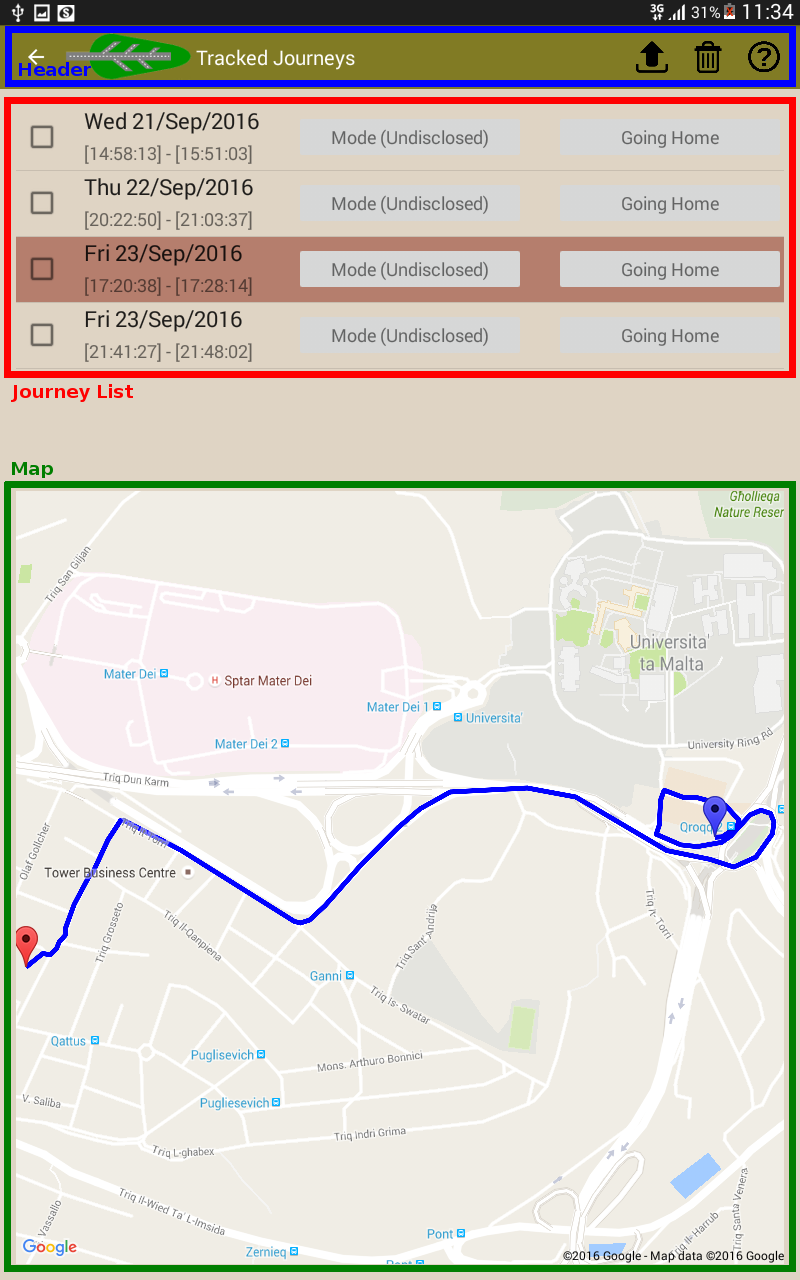 3G 31% 11:34
Header
Tracked Journeys
Wed 21/Sep/2016
[14:58:13] - [15:51:03]
Mode (Undisclosed)
Going Home
Thu 22/Sep/2016
[20:22:50] - [21:03:37]
Mode (Undisclosed)
Going Home
Fri 23/Sep/2016
[17:20:38] - [17:28:14]
Mode (Undisclosed)
Going Home
Fri 23/Sep/2016
[21:41:27] - [21:48:02]
Mode (Undisclosed)
Going Home
Journey List
Map
Għollieqa
Nature Reser
Triq San Ġiljan
Universita'
ta Malta
Mater Dei
H Sptar Mater Dei
Mater Dei 1
Universita'
Mater Dei 2
University Ring Rd
Triq Dun Karm
Qroqq 2
Triq It-Torri
Olaf Gollcher
Tower Business Centre
Triq Grosseto
Triq Il-Qanpiena
Triq Sant' Andrija
Triq It-Torri
Ganni
Triq Is- Swatar
Qattus
Puglisevich
Mons. Arthuro Bonnici
V. Saliba
Pugliesevich
Triq Indri Grima
Triq L-għabex
Triq Il-Wied Ta' L-Imsida
Vassallo
Triq Santa Venera
Triq Il- Harrub
Pont
Zernieq
Google
©2016 Google - Map data ©2016 Google